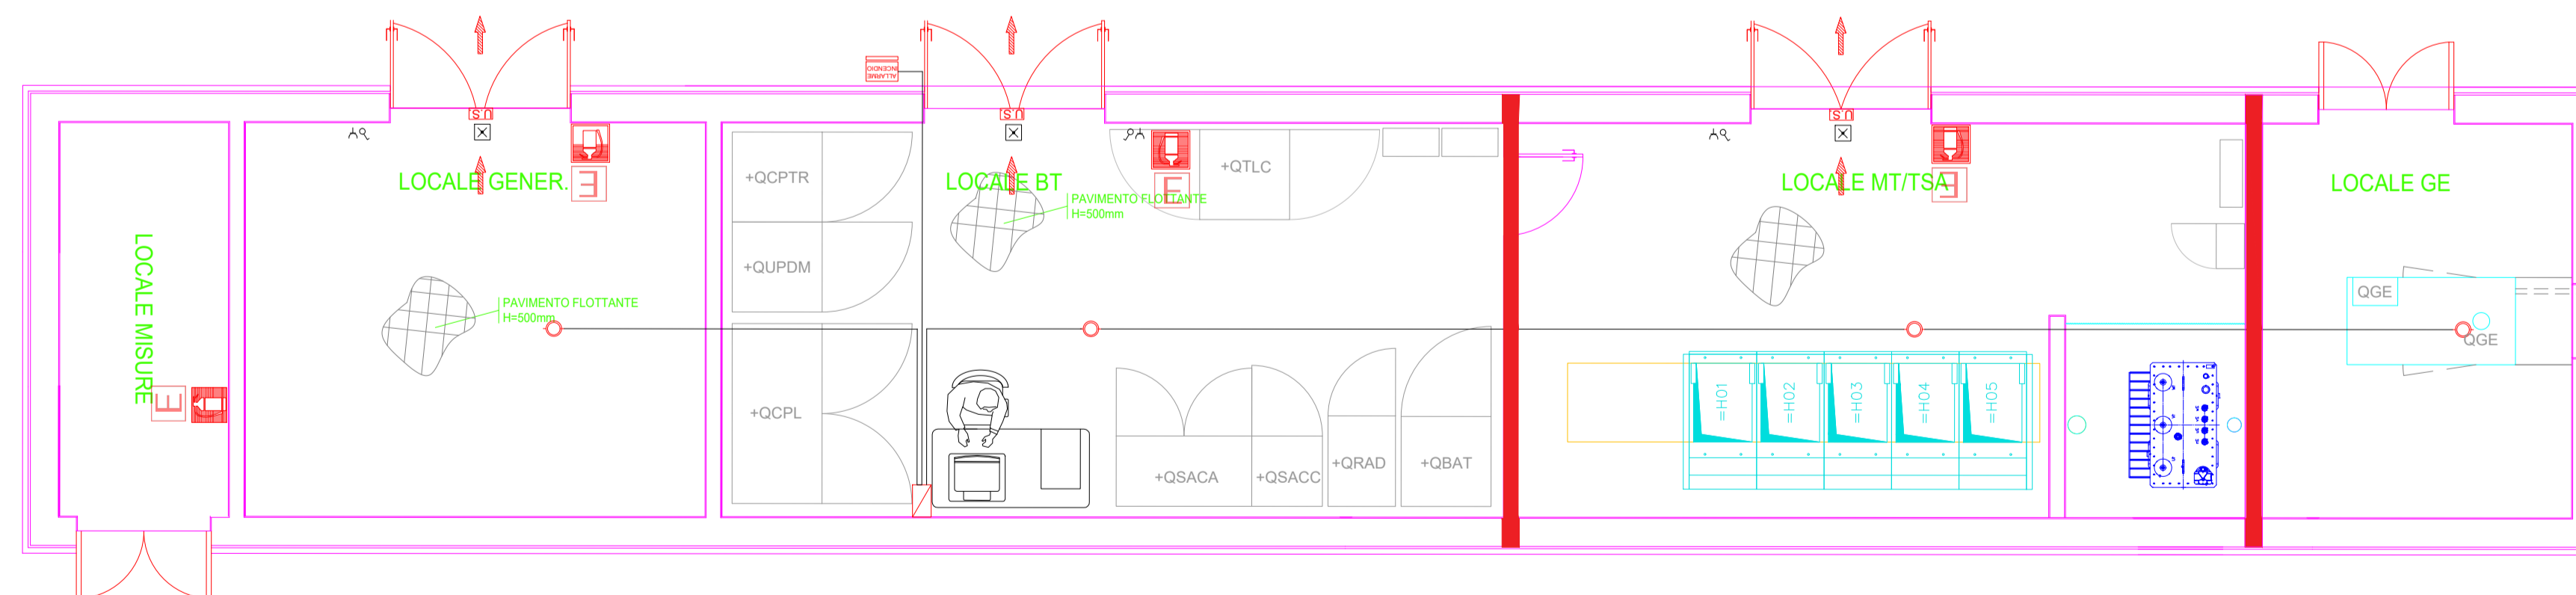 ALLARME
INCENDIO
U.S.
U.S.
U.S.
LOCALE GENER.
LOCALE BT
LOCALE MT/TSA
LOCALE GE
E
E
E
E
+QCPTR
+QTLC
PAVIMENTO FLOTTANTE
H=500mm
+QUPDM
LOCALE MISURE
PAVIMENTO FLOTTANTE
H=500mm
QGE
QGE
+QCPL
=H01
=H02
=H03
=H04
=H05
+QSACA
+QSACC
+QRAD
+QBAT